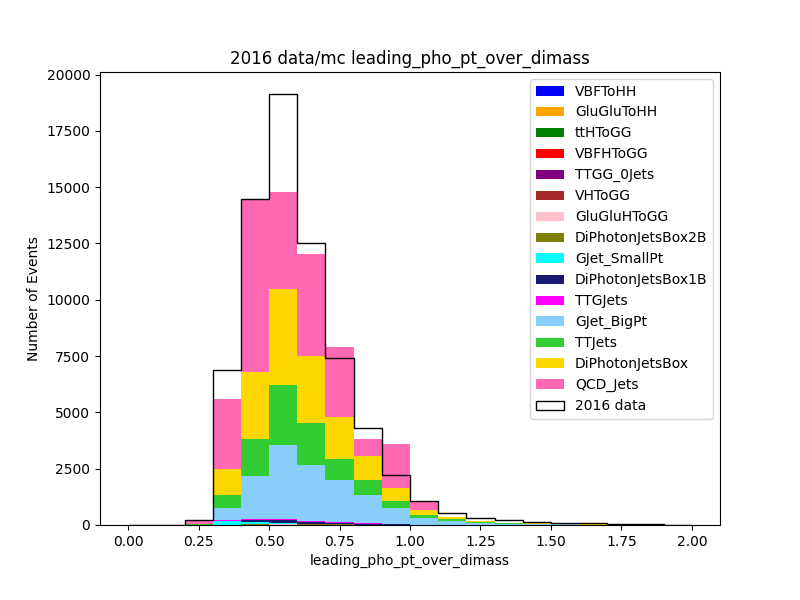 2016 data/mc leading_pho_pt_over_dimass
20000
17500
15000
12500
10000
7500
5000
2500
0
Number of Events
VBFToHH
GluGluToHH
ttHToGG
VBFHToGG
TTGG_0Jets
VHToGG
GluGluHToGG
DiPhotonJetsBox2B
GJet_SmallPt
DiPhotonJetsBox1B
TTGJets
GJet_BigPt
TTJets
DiPhotonJetsBox
QCD_Jets
2016 data
0.00 0.25 0.50 0.75 1.00 1.25 1.50 1.75 2.00
leading_pho_pt_over_dimass